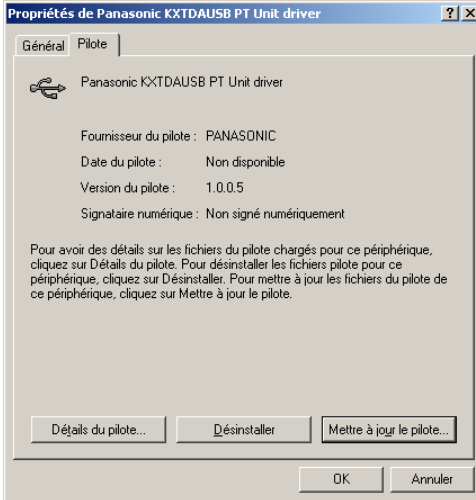 Propriétés de Panasonic KXTDAUSB PT Unit driver
Général Pilote
Panasonic KXTDAUSB PT Unit driver
Fournisseur du pilote : PANASONIC
Date du pilote : Non disponible
Version du pilote : 1.0.0.5
Signataire numérique : Non signé numériquement
Pour avoir des détails sur les fichiers du pilote chargés pour ce périphérique,
cliquez sur Détails du pilote. Pour désinstaller les fichiers pilote pour ce
périphérique, cliquez sur Désinstaller. Pour mettre à jour les fichiers du pilote de
ce périphérique, cliquez sur Mettre à jour le pilote.
Détails du pilote... Désinstaller Mettre à jour le pilote...
OK Annuler